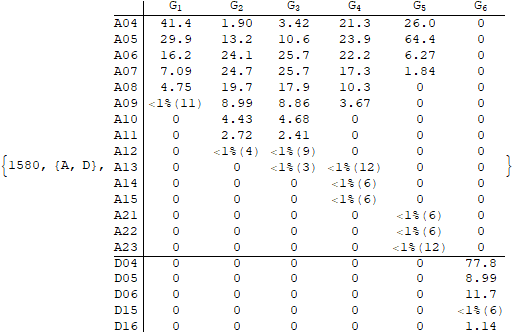 G1 G2 G3 G4 G5 G6
A04 41.4 1.90 3.42 21.3 26.0 0
A05 29.9 13.2 10.6 23.9 64.4 0
A06 16.2 24.1 25.7 22.2 6.27 0
A07 7.09 24.7 25.7 17.3 1.84 0
A08 4.75 19.7 17.9 10.3 0 0
A09 <1%(11) 8.99 8.86 3.67 0 0
A10 0 4.43 4.68 0 0 0
A11 0 2.72 2.41 0 0 0
A12 0 <1%(4) <1%(9) 0 0 0
{1580, {A, D}, A13 0 0 <1%(3) <1%(12) 0 0 }
A14 0 0 0 <1%(6) 0 0
A15 0 0 0 <1%(6) 0 0
A21 0 0 0 0 <1%(6) 0
A22 0 0 0 0 <1%(6) 0
A23 0 0 0 0 <1%(12) 0
D04 0 0 0 0 0 77.8
D05 0 0 0 0 0 8.99
D06 0 0 0 0 0 11.7
D15 0 0 0 0 0 <1%(6)
D16 0 0 0 0 0 1.14